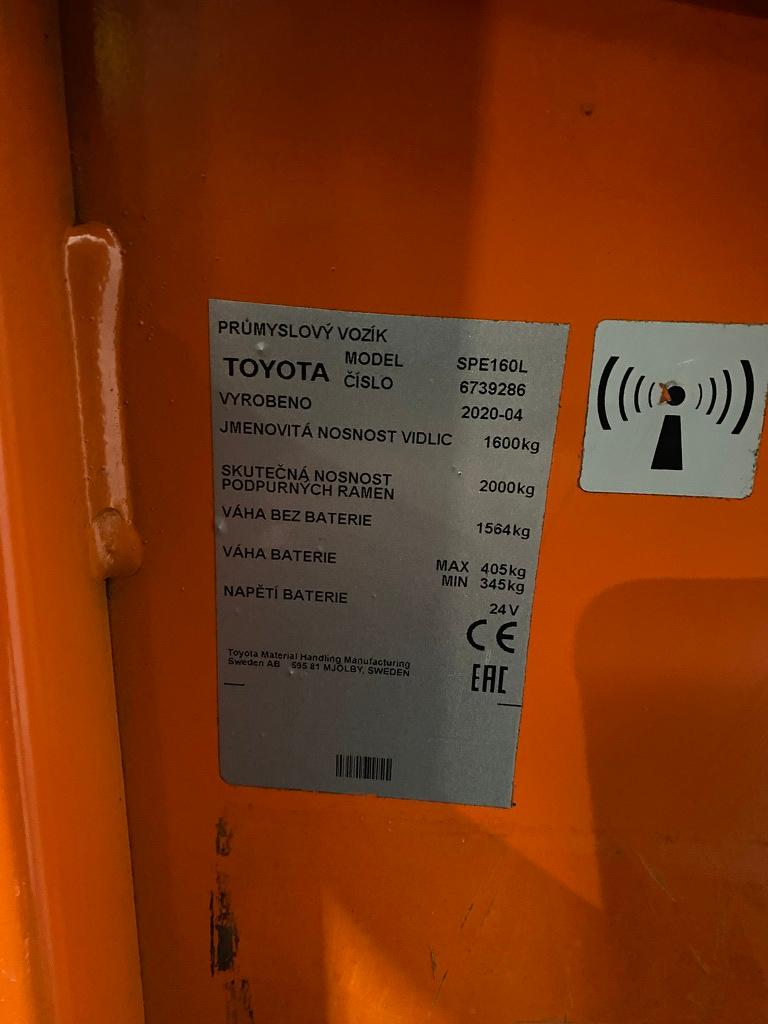 PRŮMYSLOVÝ VOZÍK
TOYOTA
MODEL SPE160L
ČÍSLO 6739286
VYROBENO 2020-04
JMENOVITÁ NOSNOST VIDLIC 1600kg
SKUTEČNÁ NOSNOST
PODPURNÝCH RAMEN 2000kg
VÁHA BEZ BATERIE 1564kg
VÁHA BATERIE MAX 405kg
MIN 345kg
NAPĚTÍ BATERIE 24V
CE
Toyota Material Handling Manufacturing
Sweden AB 595 81 MJÖLBY, SWEDEN
EAC